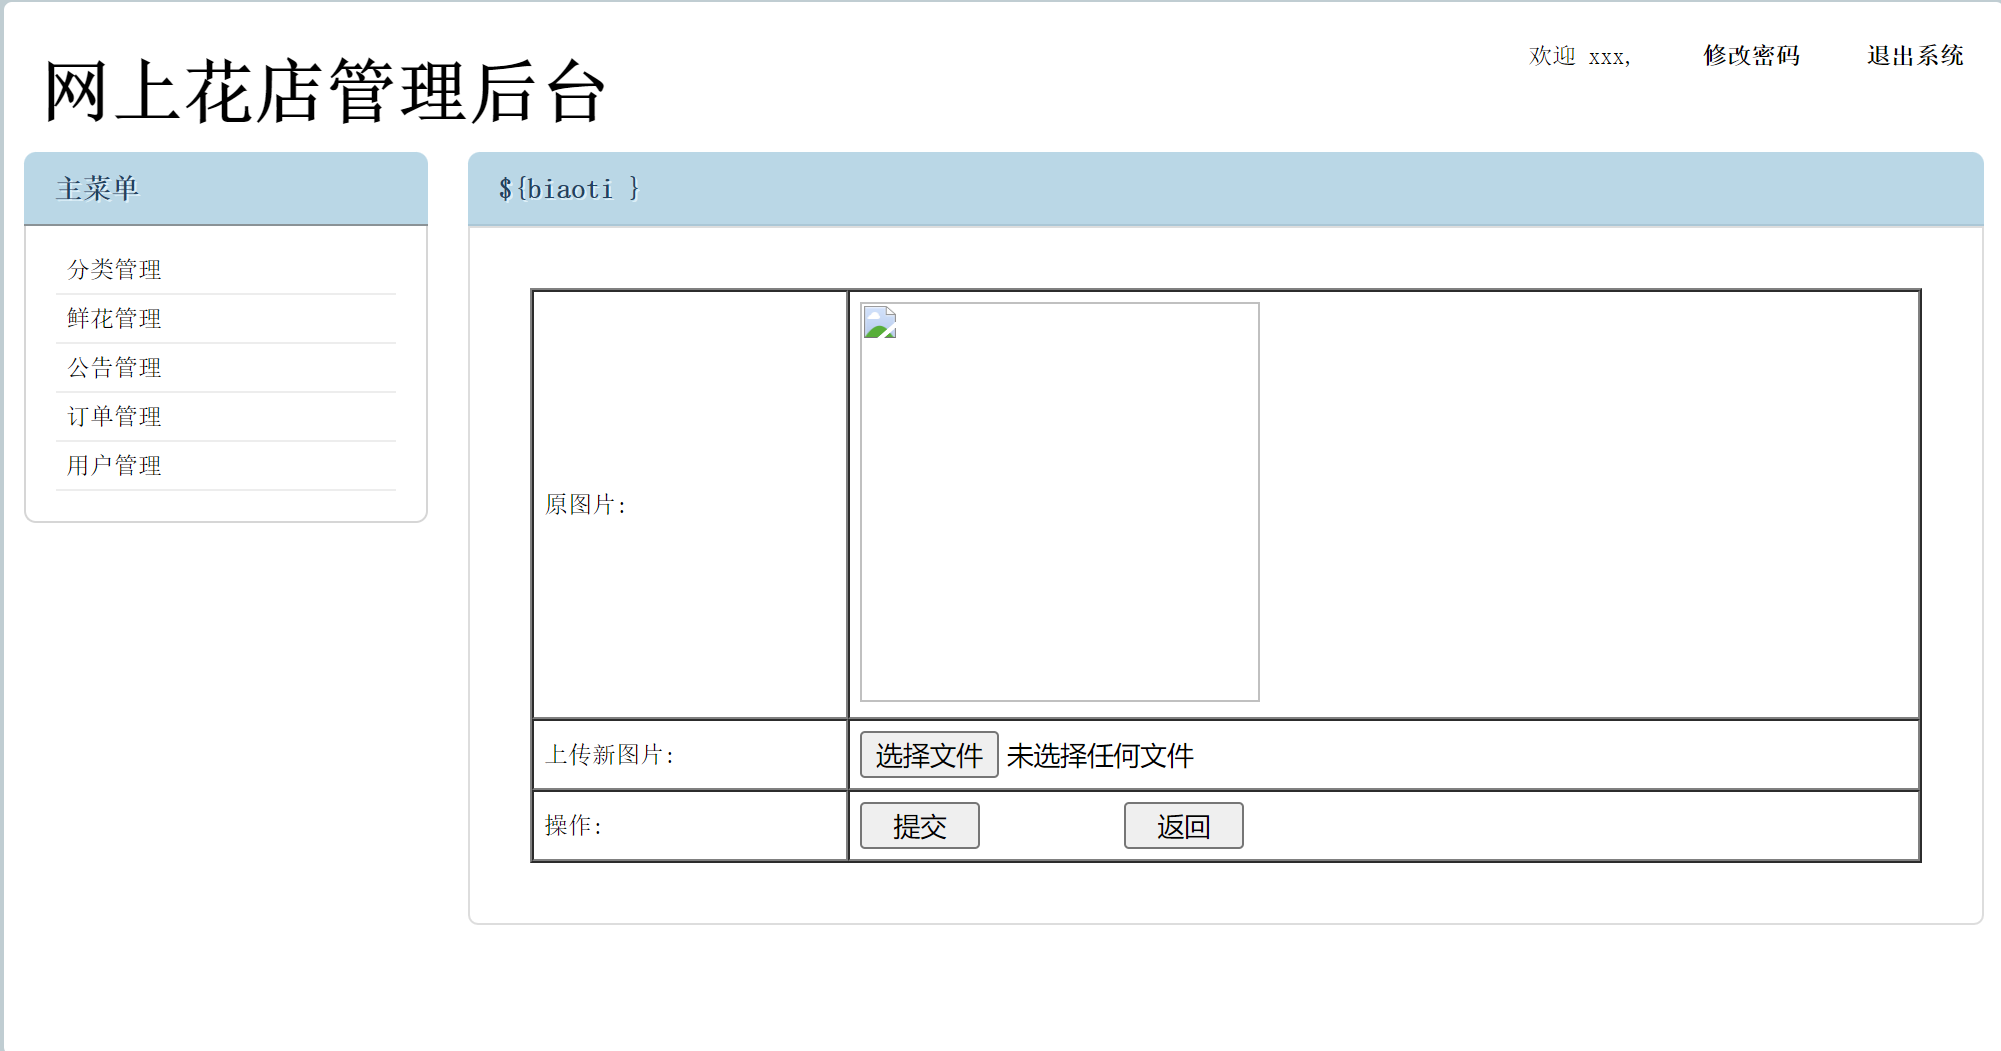 网上花店管理后台
欢迎 xxx, 修改密码 退出系统
主菜单
分类管理
鲜花管理
公告管理
订单管理
用户管理
${biaoti }
原图片:
上传新图片: 选择文件 未选择任何文件
操作: 提交 返回